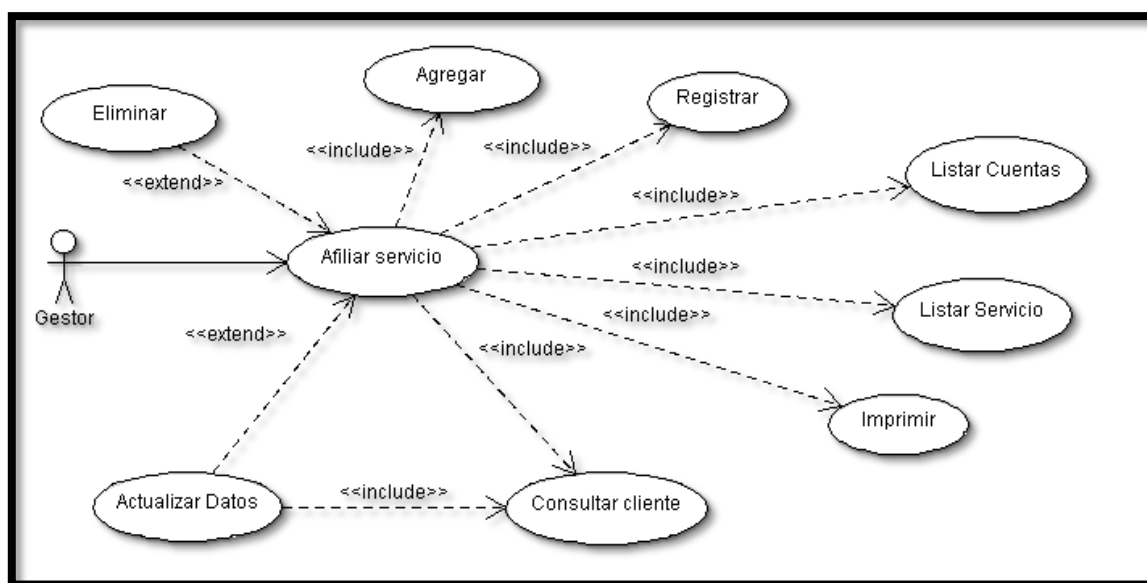 Agregar
Registrar
Eliminar
<<include>>
<<include>>
Listar Cuentas
<<extend>>
<<include>>
Afiliar servicio
<<include>>
Listar Servicio
Gestor
<<include>>
<<extend>>
<<include>>
Imprimir
Actualizar Datos
<<include>>
Consultar cliente